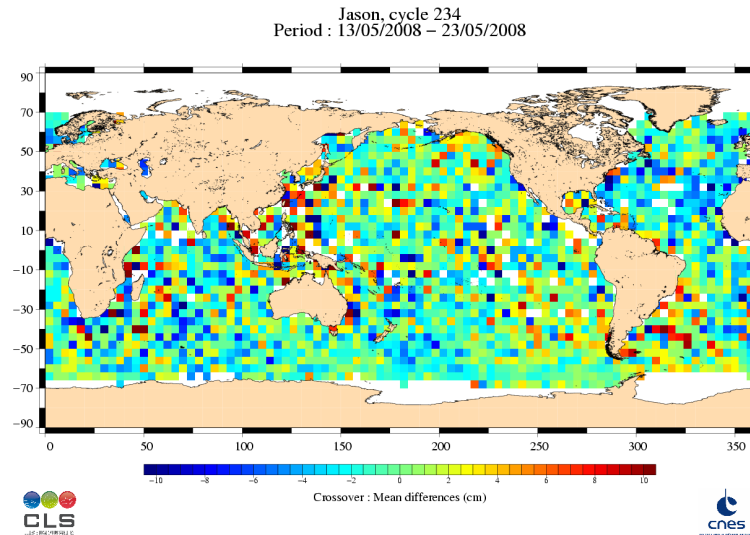 Jason, cycle 234
Period : 13/05/2008 − 23/05/2008
90
70
50
30
10
−10
−30
−50
−70
−90
0 50 100 150 200 250 300 350
−10 −8 −6 −4 −2 0 2 4 6 8 10
Crossover : Mean differences (cm)
CLS
cnes